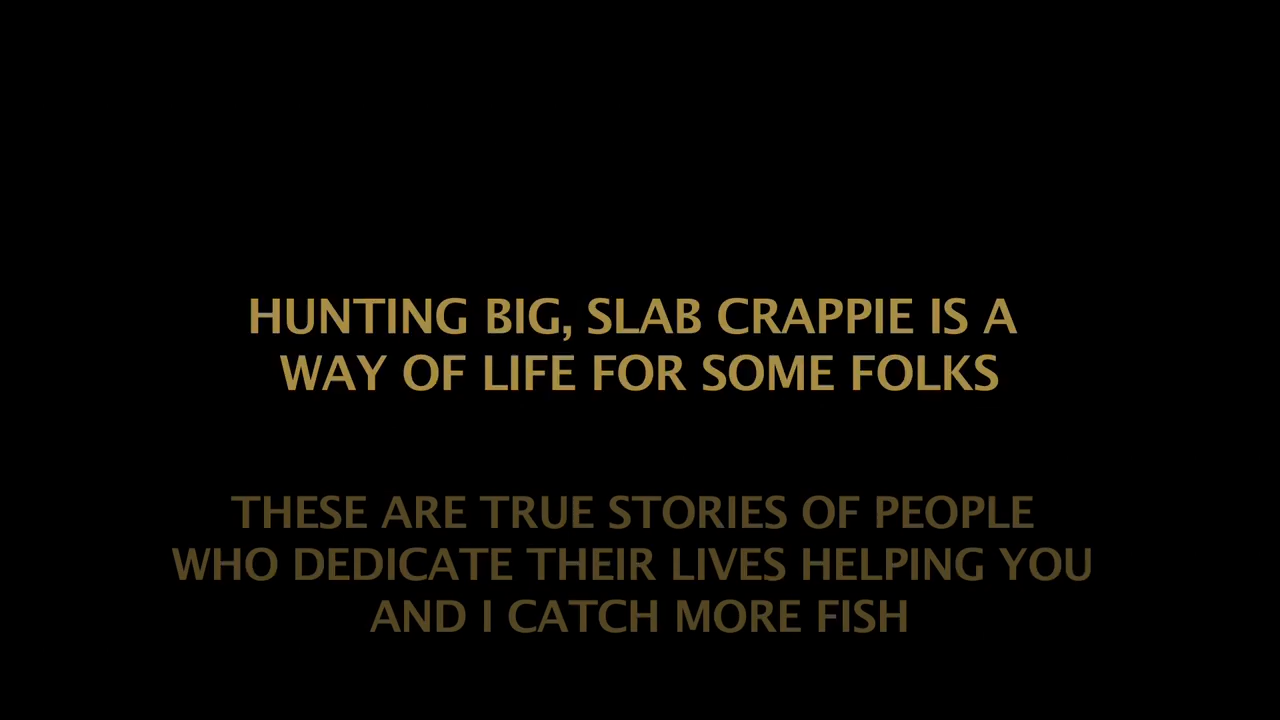 HUNTING BIG, SLAB CRAPPIE IS A
WAY OF LIFE FOR SOME FOLKS
THESE ARE TRUE STORIES OF PEOPLE
WHO DEDICATE THEIR LIVES HELPING YOU
AND I CATCH MORE FISH